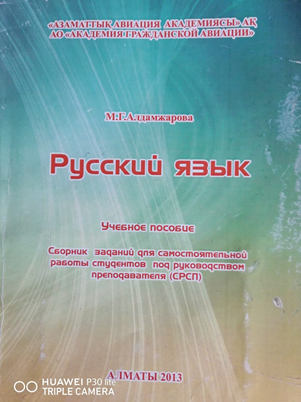 «АЗАМАТТЫҚ АВИАЦИЯ АКАДЕМИЯСЫ» АҚ
АО «АКАДЕМИЯ ГРАЖДАНСКОЙ АВИАЦИИ»
М.Г.Алдамжарова
Русский язык
Учебное пособие
Сборник заданий для самостоятельной
работы студентов под руководством
преподавателя (СРСП)
АЛМАТЫ 2013
HUAWEI P30 lite
TRIPLE CAMERA